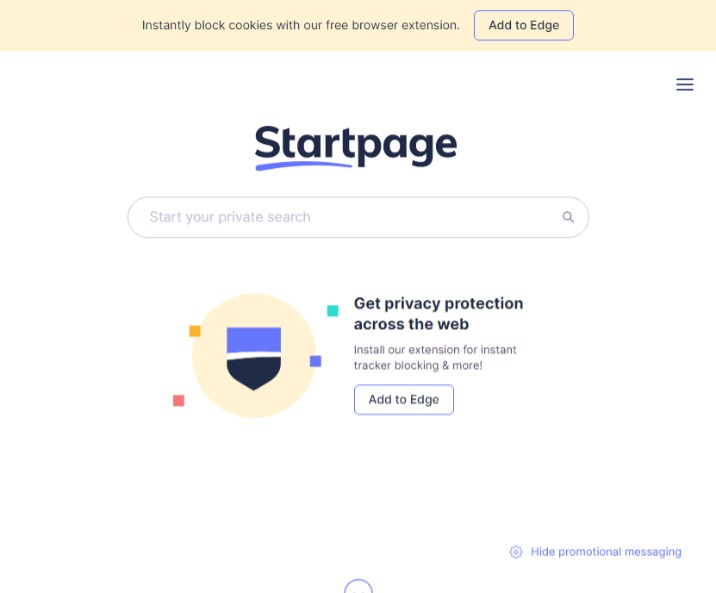 Instantly block cookies with our free browser extension. Add to Edge
Startpage
Start your private search
Get privacy protection
across the web
Install our extension for instant
tracker blocking & more!
Add to Edge
Hide promotional messaging